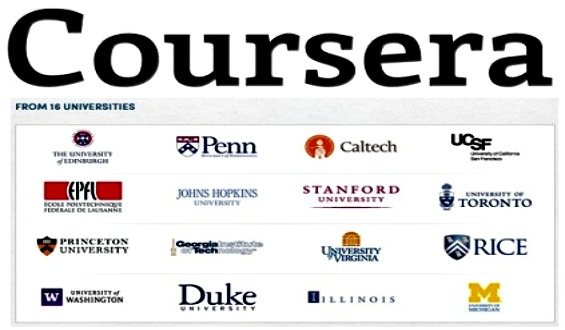 Coursera
FROM 16 UNIVERSITIES
THE UNIVERSITY
of EDINBURGH
Penn
UNIVERSITY of PENNSYLVANIA
Caltech
UCSF
University of California
San Francisco
EPFL
ÉCOLE POLYTECHNIQUE
FÉDÉRALE DE LAUSANNE
JOHNS HOPKINS
UNIVERSITY
STANFORD
UNIVERSITY
UNIVERSITY OF
TORONTO
PRINCETON
UNIVERSITY
Georgia Institute
of Technology
UNIVERSITY
of VIRGINIA
RICE
W
UNIVERSITY of
WASHINGTON
Duke
UNIVERSITY
I ILLINOIS
M
UNIVERSITY OF
MICHIGAN